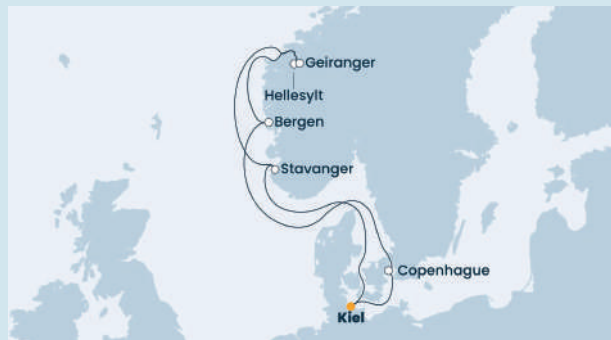 Geiranger
Hellesylt
Bergen
Stavanger
Copenhague
Kiel